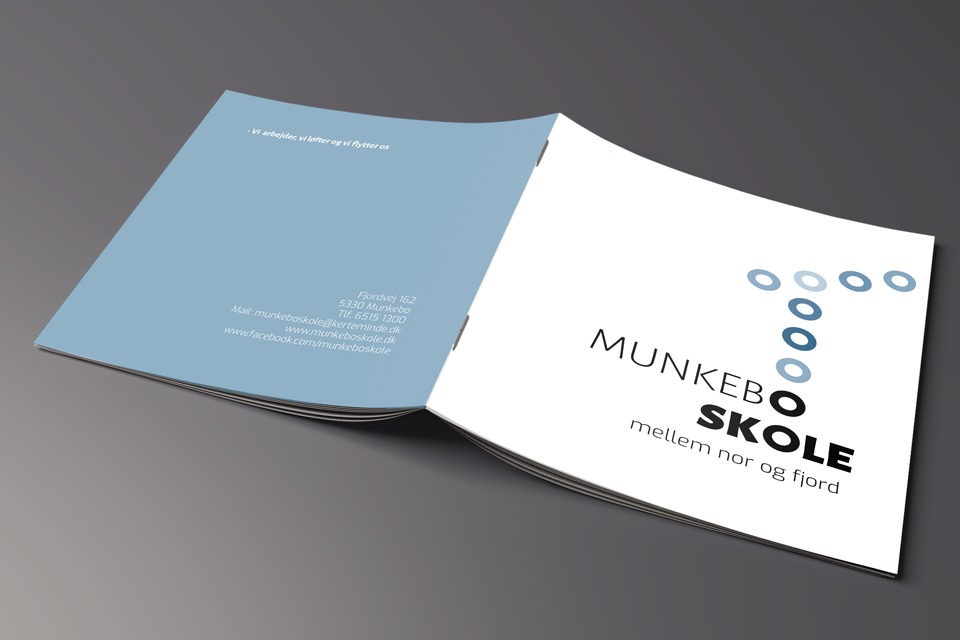 - Vi arbejder, vi løfter og vi flytter os
Fjordvej 162
5330 Munkebo
Tlf. 6515 1300
Mail. munkeboskole@kerteminde.dk
www.munkeboskole.dk
www.facebook.com/munkeboskole
MUNKEBO
SKOLE
mellem nor og fjord